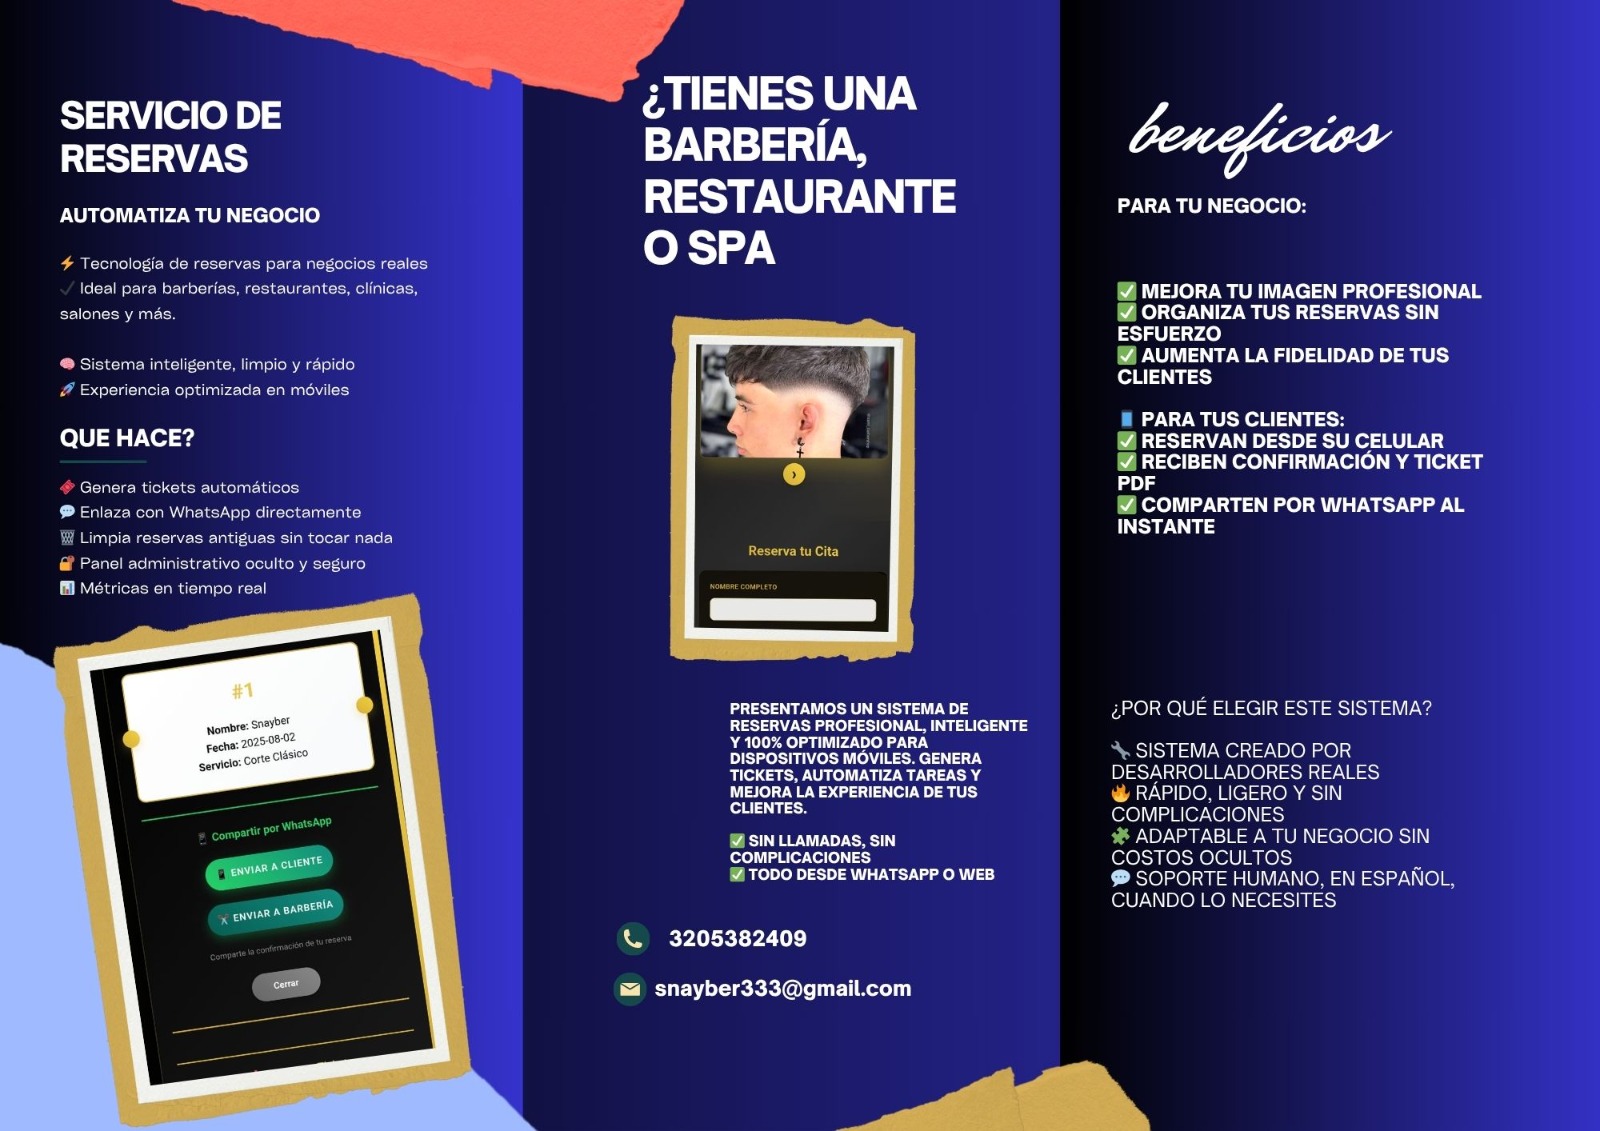 SERVICIO DE
RESERVAS
AUTOMATIZA TU NEGOCIO
⚡ Tecnología de reservas para negocios reales
✔️ Ideal para barberías, restaurantes, clínicas,
salones y más.
🧠 Sistema inteligente, limpio y rápido
🚀 Experiencia optimizada en móviles
QUE HACE?
🎟️ Genera tickets automáticos
💬 Enlaza con WhatsApp directamente
🗑️ Limpia reservas antiguas sin tocar nada
🔐 Panel administrativo oculto y seguro
📊 Métricas en tiempo real
#1
Nombre: Snayber
Fecha: 2025-08-02
Servicio: Corte Clásico
📱 Compartir por WhatsApp
📱 ENVIAR A CLIENTE
✂️ ENVIAR A BARBERÍA
Comparte la confirmación de tu reserva
Cerrar
¿TIENES UNA
BARBERÍA,
RESTAURANTE
O SPA
Reserva tu Cita
NOMBRE COMPLETO
PRESENTAMOS UN SISTEMA DE
RESERVAS PROFESIONAL, INTELIGENTE
Y 100% OPTIMIZADO PARA
DISPOSITIVOS MÓVILES. GENERA
TICKETS, AUTOMATIZA TAREAS Y
MEJORA LA EXPERIENCIA DE TUS
CLIENTES.
✅ SIN LLAMADAS, SIN
COMPLICACIONES
✅ TODO DESDE WHATSAPP O WEB
3205382409
snayber333@gmail.com
beneficios
PARA TU NEGOCIO:
✅ MEJORA TU IMAGEN PROFESIONAL
✅ ORGANIZA TUS RESERVAS SIN
ESFUERZO
✅ AUMENTA LA FIDELIDAD DE TUS
CLIENTES
📱 PARA TUS CLIENTES:
✅ RESERVAN DESDE SU CELULAR
✅ RECIBEN CONFIRMACIÓN Y TICKET
PDF
✅ COMPARTEN POR WHATSAPP AL
INSTANTE
¿POR QUÉ ELEGIR ESTE SISTEMA?
🔧 SISTEMA CREADO POR
DESARROLLADORES REALES
🔥 RÁPIDO, LIGERO Y SIN
COMPLICACIONES
🧩 ADAPTABLE A TU NEGOCIO SIN
COSTOS OCULTOS
💬 SOPORTE HUMANO, EN ESPAÑOL,
CUANDO LO NECESITES